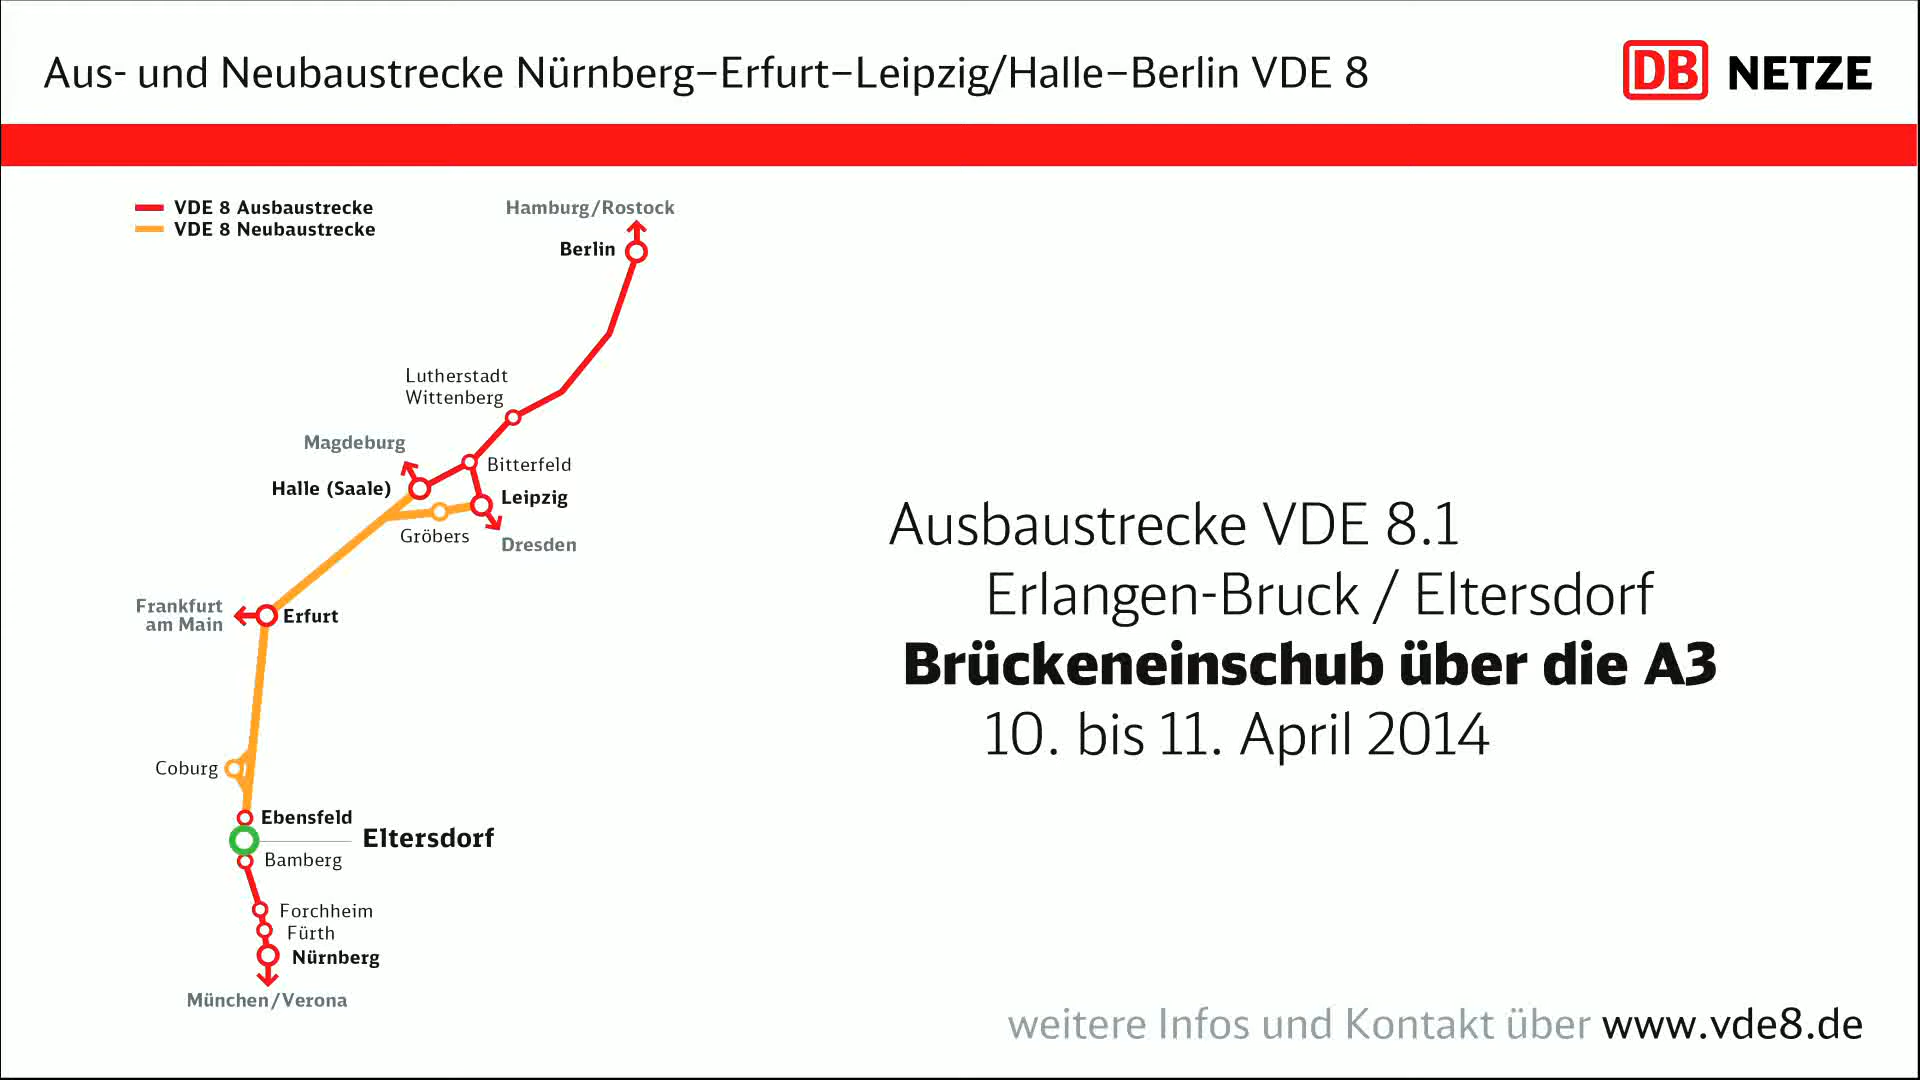 Aus- und Neubaustrecke Nürnberg–Erfurt–Leipzig/Halle–Berlin VDE 8
DB NETZE
VDE 8 Ausbaustrecke
VDE 8 Neubaustrecke
Hamburg/Rostock
Berlin
Lutherstadt
Wittenberg
Magdeburg
Bitterfeld
Halle (Saale)
Leipzig
Gröbers
Dresden
Frankfurt
am Main
Erfurt
Coburg
Ebensfeld
Eltersdorf
Bamberg
Forchheim
Fürth
Nürnberg
München/Verona
Ausbaustrecke VDE 8.1
Erlangen-Bruck / Eltersdorf
Brückeneinschub über die A3
10. bis 11. April 2014
weitere Infos und Kontakt über www.vde8.de